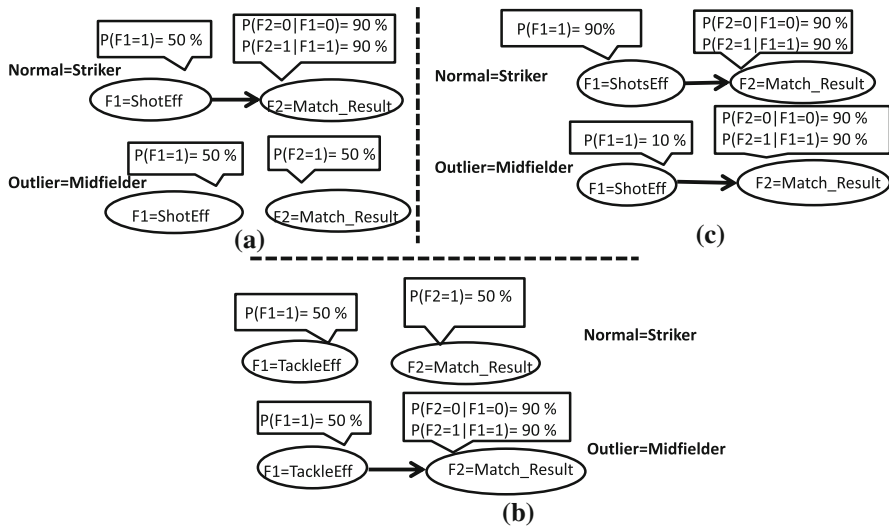 P(F1=1)= 50 %
P(F2=0|F1=0)= 90 %
P(F2=1|F1=1)= 90 %
Normal=Striker
F1=ShotEff
F2=Match_Result
P(F1=1)= 50 %
P(F2=1)= 50 %
Outlier=Midfielder
F1=ShotEff
F2=Match_Result
(a)
P(F1=1)= 90%
P(F2=0|F1=0)= 90 %
P(F2=1|F1=1)= 90 %
Normal=Striker
F1=ShotsEff
F2=Match_Result
P(F1=1)= 10 %
P(F2=0|F1=0)= 90 %
P(F2=1|F1=1)= 90 %
Outlier=Midfielder
F1=ShotEff
F2=Match_Result
(c)
P(F1=1)= 50 %
P(F2=1)= 50 %
Normal=Striker
F1=TackleEff
F2=Match_Result
P(F1=1)= 50 %
P(F2=0|F1=0)= 90 %
P(F2=1|F1=1)= 90 %
Outlier=Midfielder
F1=TackleEff
F2=Match_Result
(b)